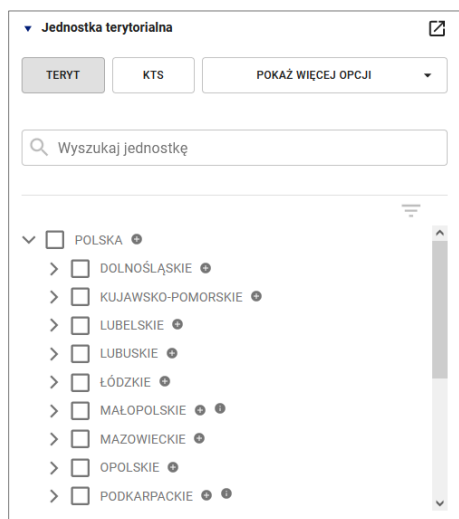 Jednostka terytorialna
TERYT KTS POKAŻ WIĘCEJ OPCJI
Wyszukaj jednostkę
POLSKA
DOLNOŚLĄSKIE
KUJAWSKO-POMORSKIE
LUBELSKIE
LUBUSKIE
ŁÓDZKIE
MAŁOPOLSKIE
MAZOWIECKIE
OPOLSKIE
PODKARPACKIE